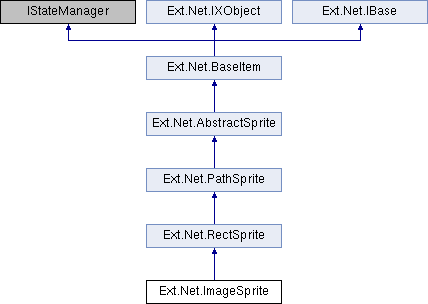 IStateManager
Ext.Net.IXObject
Ext.Net.IBase
Ext.Net.BaseItem
Ext.Net.AbstractSprite
Ext.Net.PathSprite
Ext.Net.RectSprite
Ext.Net.ImageSprite